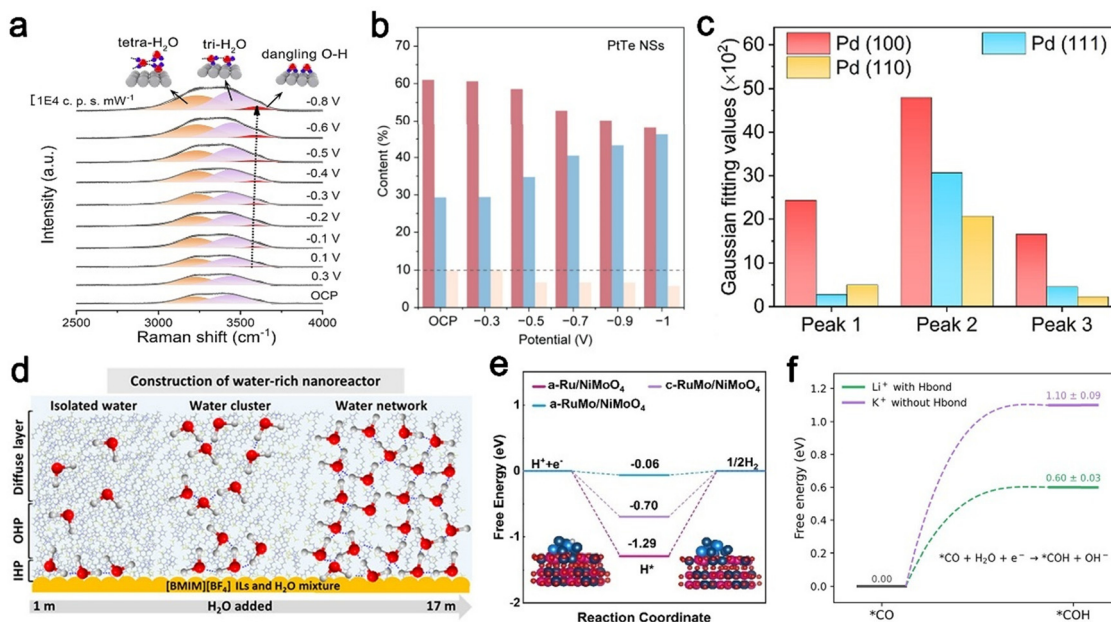 a
tetra-H₂O
tri-H₂O
dangling O-H
1E4 c. p. s. mW⁻¹
-0.8 V
-0.6 V
-0.5 V
-0.4 V
-0.3 V
-0.2 V
-0.1 V
0.1 V
0.3 V
OCP
Intensity (a.u.)
2500 3000 3500 4000
Raman shift (cm⁻¹)
b
PtTe NSs
Content (%)
70
60
50
40
30
20
10
0
OCP −0.3 −0.5 −0.7 −0.9 −1
Potential (V)
c
Pd (100)
Pd (111)
Pd (110)
Gaussian fitting values (×10²)
60
50
40
30
20
10
0
Peak 1 Peak 2 Peak 3
d
Construction of water-rich nanoreactor
Isolated water Water cluster Water network
Diffuse layer
OHP
IHP
[BMIM][BF₄] ILs and H₂O mixture
1 m H₂O added 17 m
e
a-Ru/NiMoO₄
c-RuMo/NiMoO₄
a-RuMo/NiMoO₄
Free Energy (eV)
1
0
-1
-2
H⁺+e⁻
1/2H₂
-0.06
-0.70
-1.29
H*
Reaction Coordinate
f
Li⁺ with Hbond
K⁺ without Hbond
1.10 ± 0.09
0.60 ± 0.03
*CO + H₂O + e⁻ → *COH + OH⁻
0.00
Free energy (eV)
1.2
1.0
0.8
0.6
0.4
0.2
0.0
*CO *COH